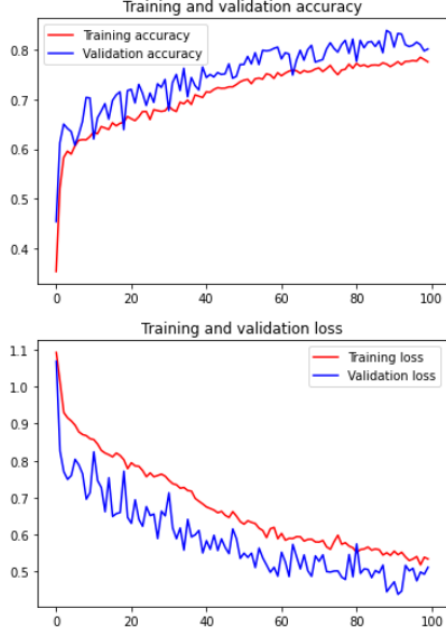 Training and validation accuracy
Training accuracy
Validation accuracy
0.8
0.7
0.6
0.5
0.4
0 20 40 60 80 100
Training and validation loss
Training loss
Validation loss
1.1
1.0
0.9
0.8
0.7
0.6
0.5
0 20 40 60 80 100